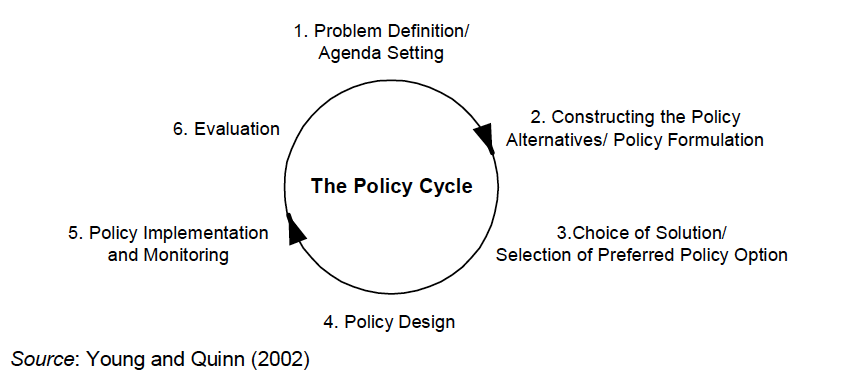 1. Problem Definition/
Agenda Setting
2. Constructing the Policy
Alternatives/ Policy Formulation
3.Choice of Solution/
Selection of Preferred Policy Option
4. Policy Design
5. Policy Implementation
and Monitoring
6. Evaluation
The Policy Cycle
Source: Young and Quinn (2002)